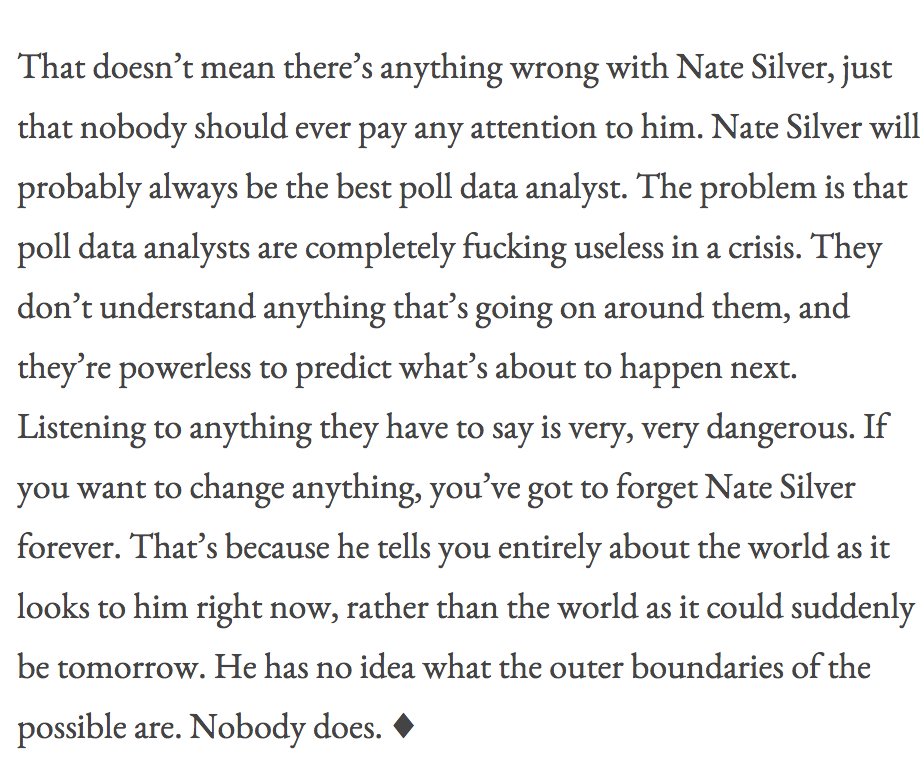 That doesn’t mean there’s anything wrong with Nate Silver, just
that nobody should ever pay any attention to him. Nate Silver will
probably always be the best poll data analyst. The problem is that
poll data analysts are completely fucking useless in a crisis. They
don’t understand anything that’s going on around them, and
they’re powerless to predict what’s about to happen next.
Listening to anything they have to say is very, very dangerous. If
you want to change anything, you’ve got to forget Nate Silver
forever. That’s because he tells you entirely about the world as it
looks to him right now, rather than the world as it could suddenly
be tomorrow. He has no idea what the outer boundaries of the
possible are. Nobody does. ♦